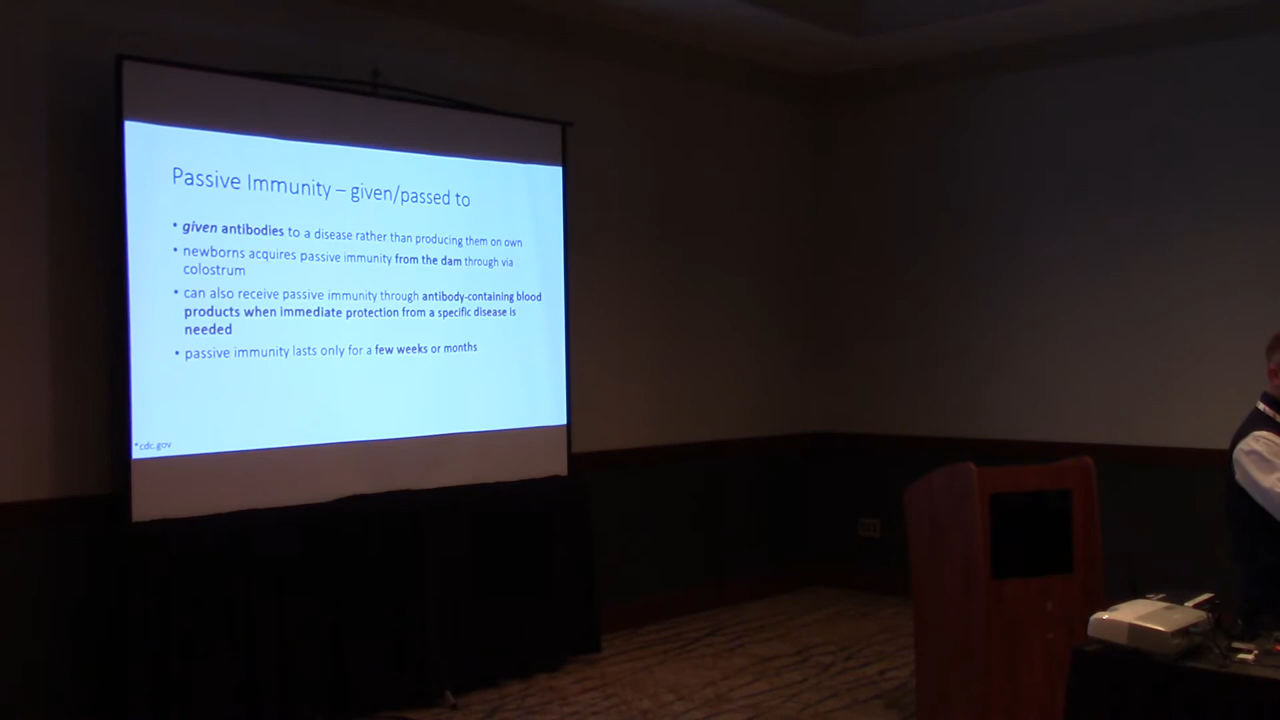 Passive Immunity – given/passed to
• given antibodies to a disease rather than producing them on own
• newborns acquires passive immunity from the dam through via
colostrum
• can also receive passive immunity through antibody-containing blood
products when immediate protection from a specific disease is
needed
• passive immunity lasts only for a few weeks or months
*cdc.gov